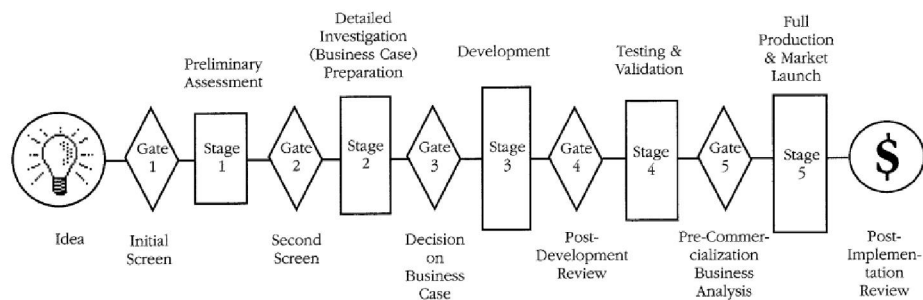 Preliminary
Assessment
Detailed
Investigation
(Business Case)
Preparation
Development
Testing &
Validation
Full
Production
& Market
Launch
Gate
1
Stage
1
Gate
2
Stage
2
Gate
3
Stage
3
Gate
4
Stage
4
Gate
5
Stage
5
$
Idea
Initial
Screen
Second
Screen
Decision
on
Business
Case
Post-
Development
Review
Pre-Commer-
cialization
Business
Analysis
Post-
Implemen-
tation
Review